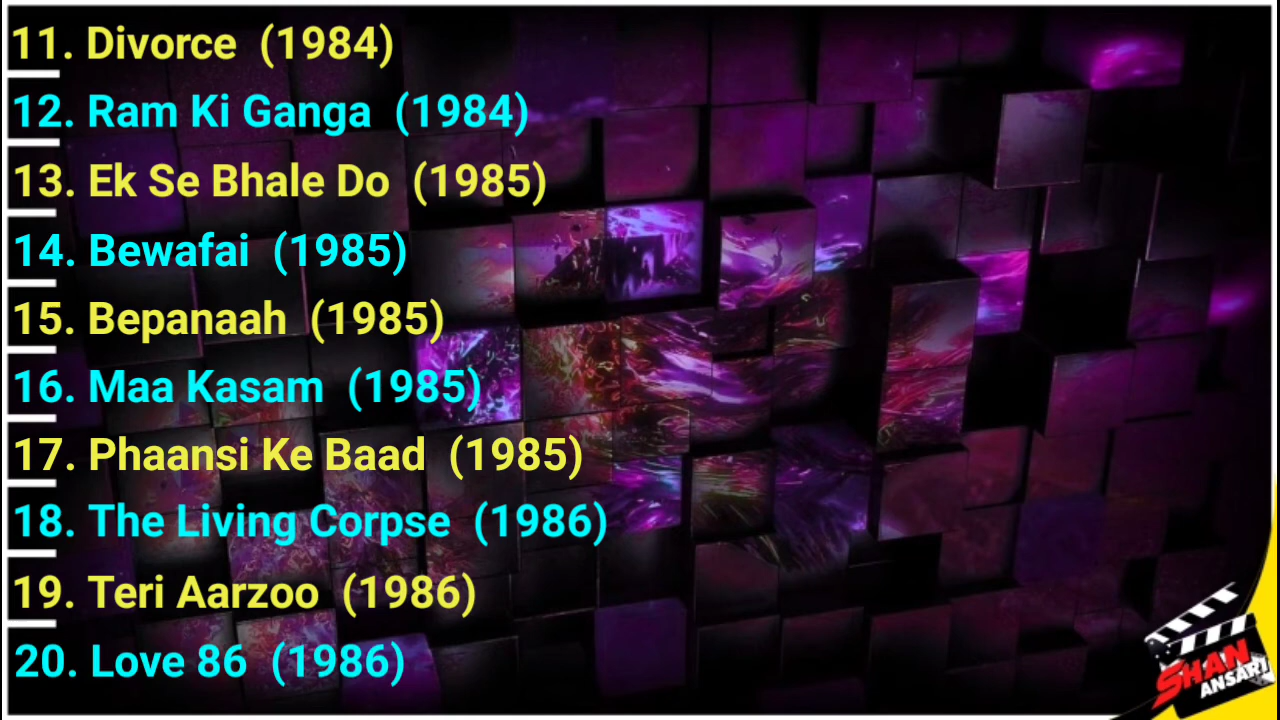 11. Divorce (1984)
12. Ram Ki Ganga (1984)
13. Ek Se Bhale Do (1985)
14. Bewafai (1985)
15. Bepanaah (1985)
16. Maa Kasam (1985)
17. Phaansi Ke Baad (1985)
18. The Living Corpse (1986)
19. Teri Aarzoo (1986)
20. Love 86 (1986)
SHAN
ANSARI